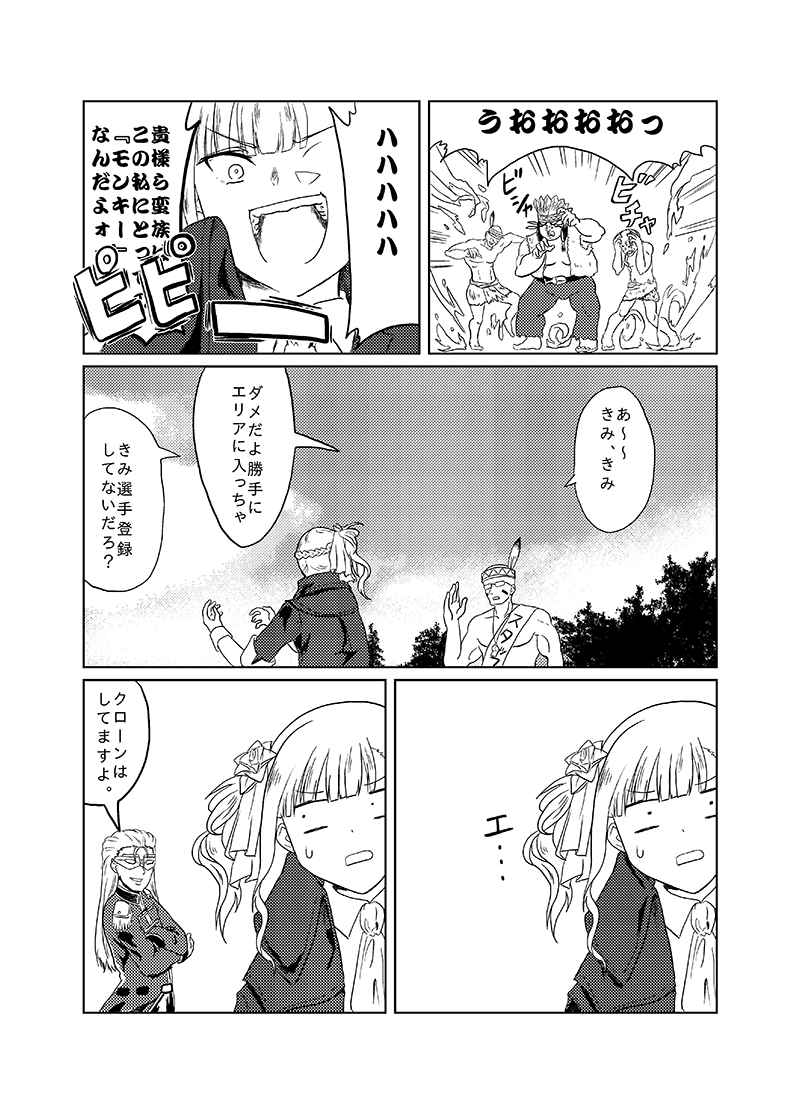 うおおおおっ
ビチャ
ビシャ
ハハハハハ
貴様ら蛮族
この私にとっ
『モンキー』
なんだよォ
ピピー
あ〜〜
きみ、きみ
ダメだよ勝手に
エリアに入っちゃ
きみ選手登録
してないだろ？
エ…
クローンは
してますよ。